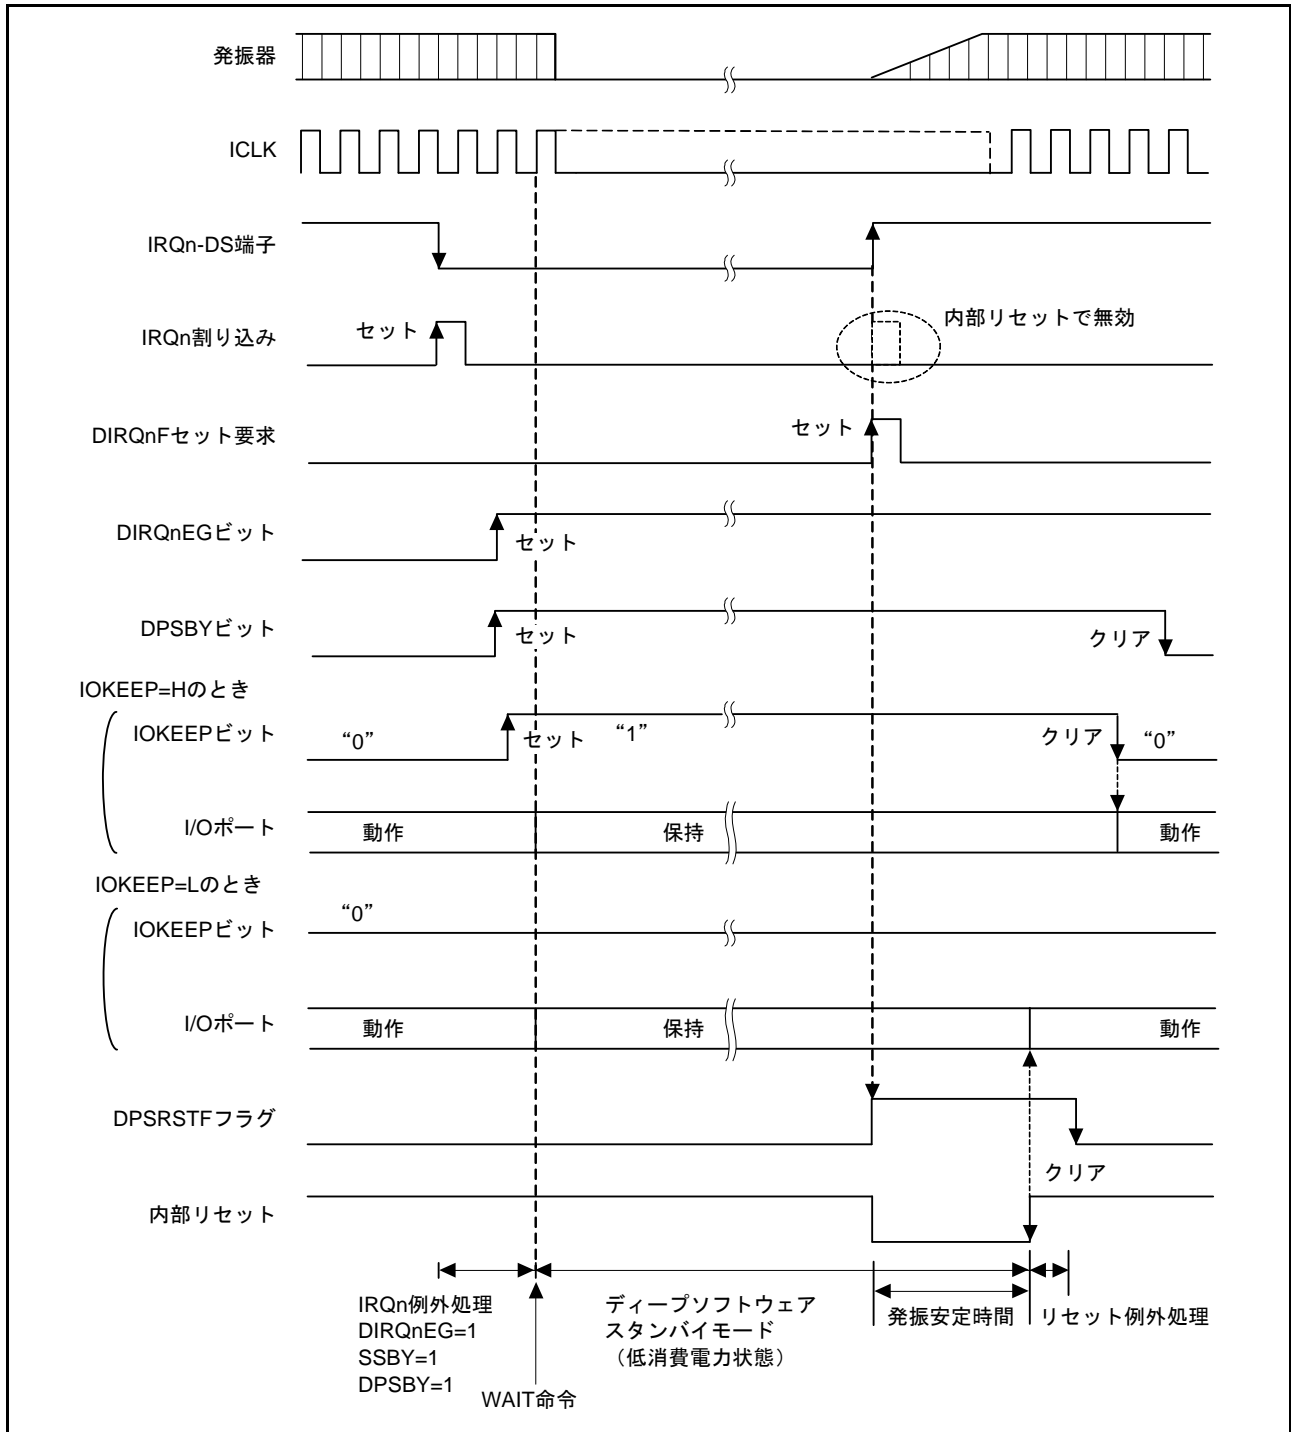 発振器
ICLK
IRQn-DS端子
IRQn割り込み
セット
内部リセットで無効
DIRQnFセット要求
セット
DIRQnEGビット
セット
DPSBYビット
セット
クリア
IOKEEP=Hのとき
IOKEEPビット
“0”
セット
“1”
クリア
“0”
I/Oポート
動作
保持
動作
IOKEEP=Lのとき
IOKEEPビット
“0”
I/Oポート
動作
保持
動作
DPSRSTFフラグ
クリア
内部リセット
IRQn例外処理
DIRQnEG=1
SSBY=1
DPSBY=1
WAIT命令
ディープソフトウェア
スタンバイモード
（低消費電力状態）
発振安定時間
リセット例外処理